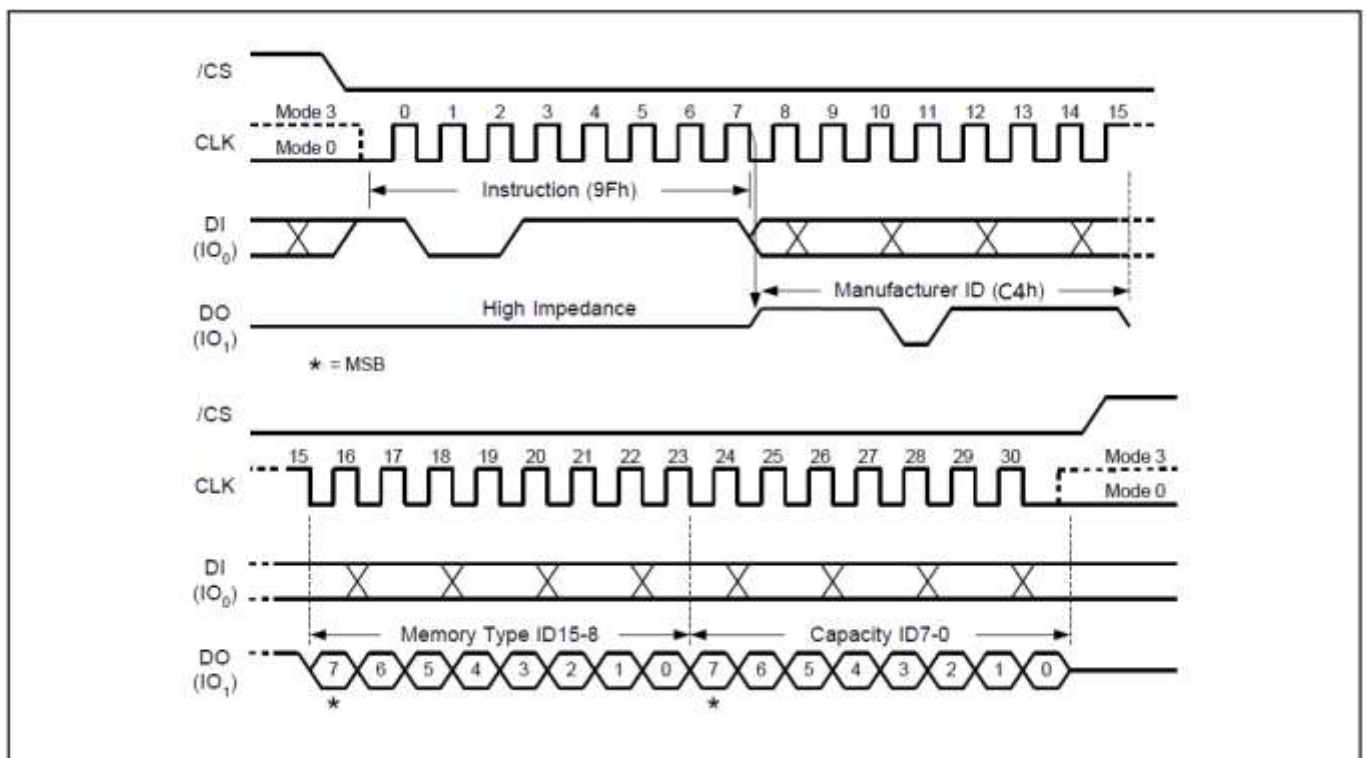 /CS
Mode 3 0 1 2 3 4 5 6 7 8 9 10 11 12 13 14 15
CLK
Mode 0
Instruction (9Fh)
DI
(IO0)
Manufacturer ID (C4h)
High Impedance
DO
(IO1)
* = MSB
/CS
15 16 17 18 19 20 21 22 23 24 25 26 27 28 29 30 Mode 3
CLK
Mode 0
DI
(IO0)
Memory Type ID15-8 Capacity ID7-0
DO
7 6 5 4 3 2 1 0 7 6 5 4 3 2 1 0
(IO1)
* *